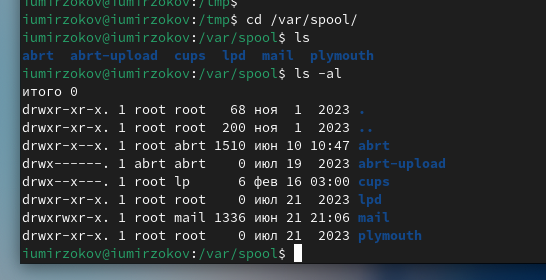 iumirzokov@iumirzokov:/tmp$
iumirzokov@iumirzokov:/tmp$ cd /var/spool/
iumirzokov@iumirzokov:/var/spool$ ls
abrt  abrt-upload  cups  lpd  mail  plymouth
iumirzokov@iumirzokov:/var/spool$ ls -al
итого 0
drwxr-xr-x. 1 root root   68 ноя  1  2023 .
drwxr-xr-x. 1 root root  200 ноя  1  2023 ..
drwxr-xr-x. 1 root abrt 1510 июн 10 10:47 abrt
drwx------. 1 abrt abrt    0 июл 19  2023 abrt-upload
drwx--x---. 1 root lp      6 фев 16 03:00 cups
drwxr-xr-x. 1 root root    0 июл 21  2023 lpd
drwxrwxr-x. 1 root mail 1336 июн 21 21:06 mail
drwxr-xr-x. 1 root root    0 июл 21  2023 plymouth
iumirzokov@iumirzokov:/var/spool$